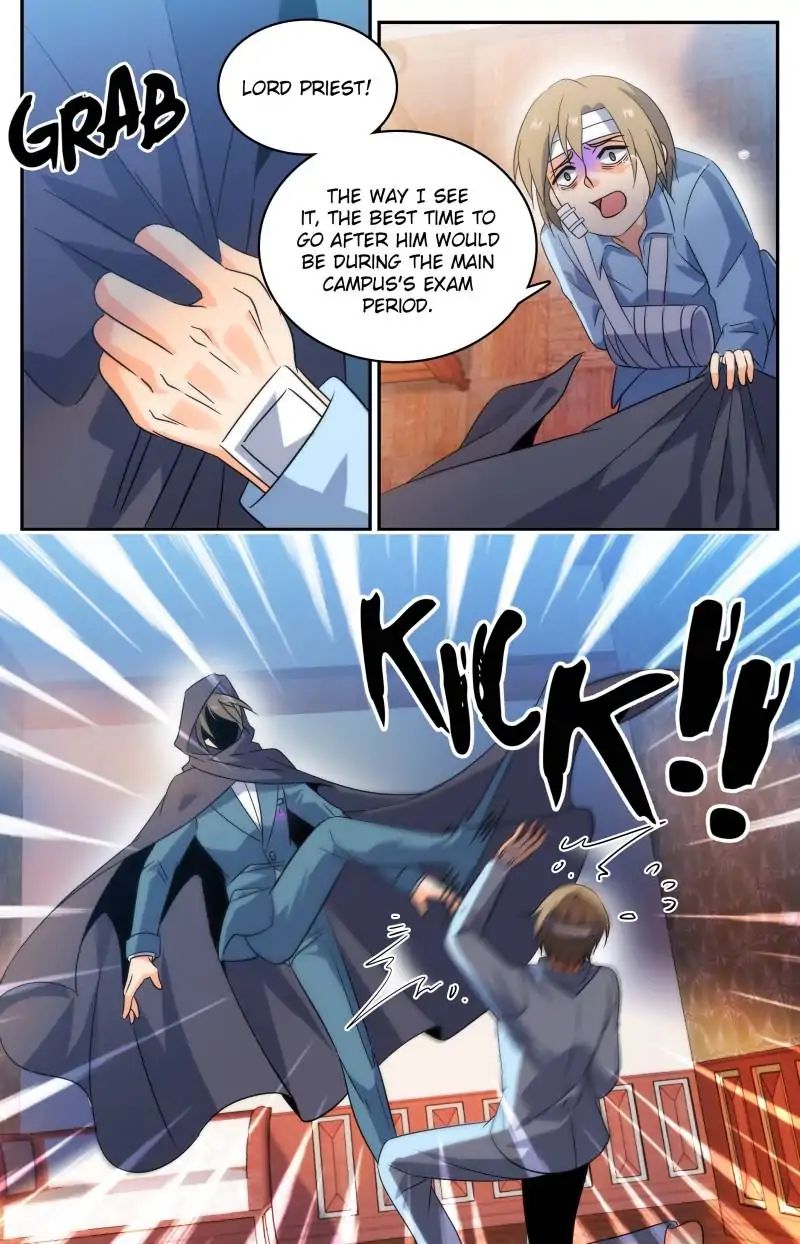 GRAB
LORD PRIEST!
THE WAY I SEE
IT, THE BEST TIME TO
GO AFTER HIM WOULD
BE DURING THE MAIN
CAMPUS'S EXAM
PERIOD.
KICK!!